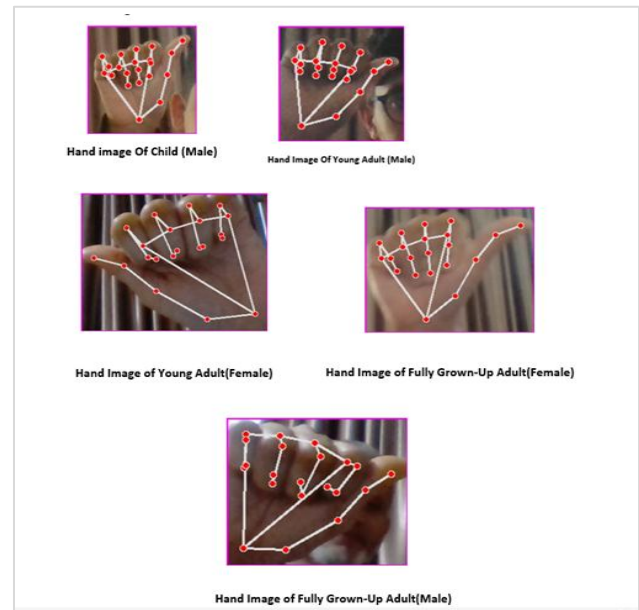 Hand image Of Child (Male)
Hand Image Of Young Adult (Male)
Hand Image of Young Adult(Female)
Hand Image of Fully Grown-Up Adult(Female)
Hand Image of Fully Grown-Up Adult(Male)